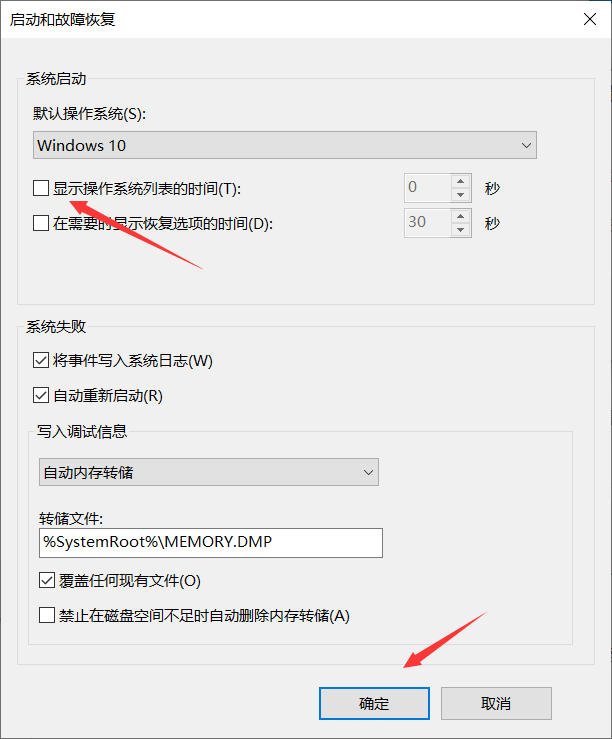 启动和故障恢复
系统启动
默认操作系统(S):
Windows 10
显示操作系统列表的时间(T): 0 秒
在需要时显示恢复选项的时间(D): 30 秒
系统失败
将事件写入系统日志(W)
自动重新启动(R)
写入调试信息
自动内存转储
转储文件:
%SystemRoot%\MEMORY.DMP
覆盖任何现有文件(O)
禁止在磁盘空间不足时自动删除内存转储(A)
确定 取消